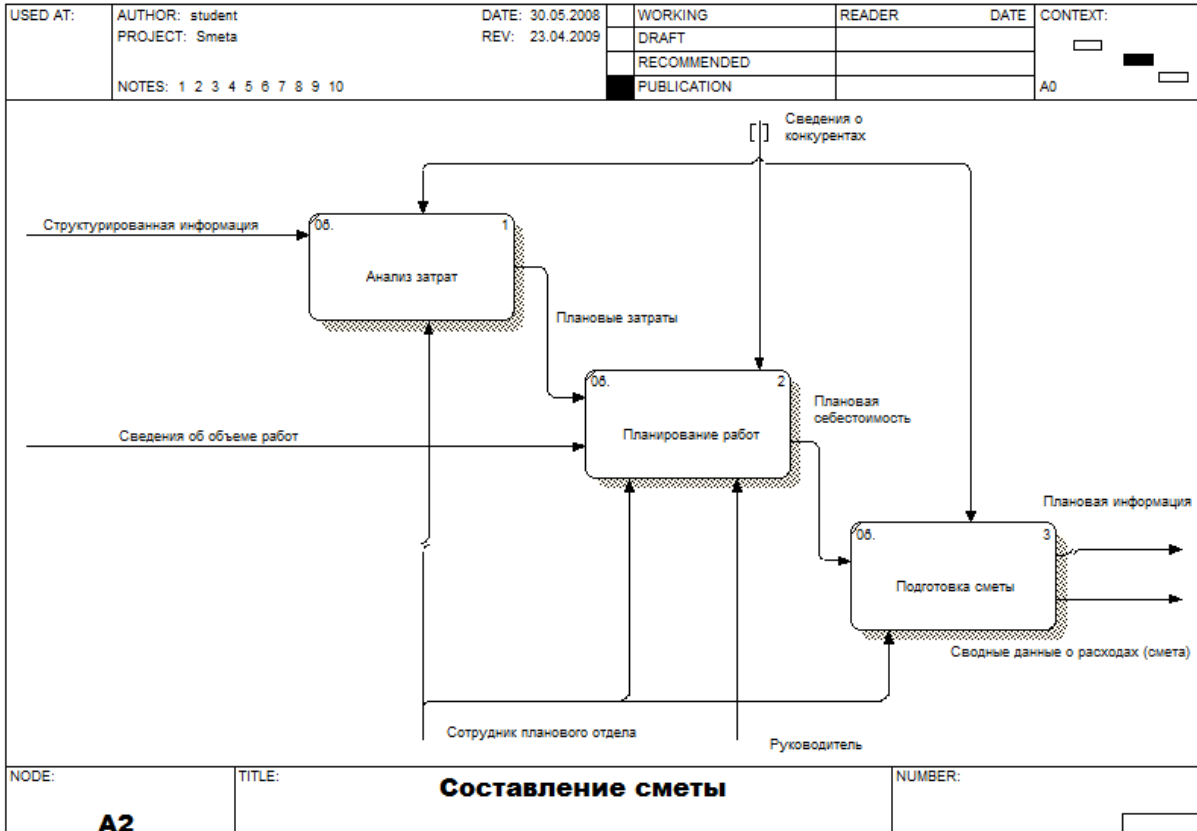 USED AT:
AUTHOR: student
DATE: 30.05.2008
PROJECT: Smeta
REV: 23.04.2009
NOTES: 1 2 3 4 5 6 7 8 9 10
WORKING
DRAFT
RECOMMENDED
PUBLICATION
READER
DATE
CONTEXT:
A0
Сведения о
конкурентах
Структурированная информация
0б.
1
Анализ затрат
Плановые затраты
0б.
2
Планирование работ
Сведения об объеме работ
Плановая
себестоимость
Плановая информация
0б.
3
Подготовка сметы
Сводные данные о расходах (смета)
Сотрудник планового отдела
Руководитель
NODE:
A2
TITLE:
Составление сметы
NUMBER: